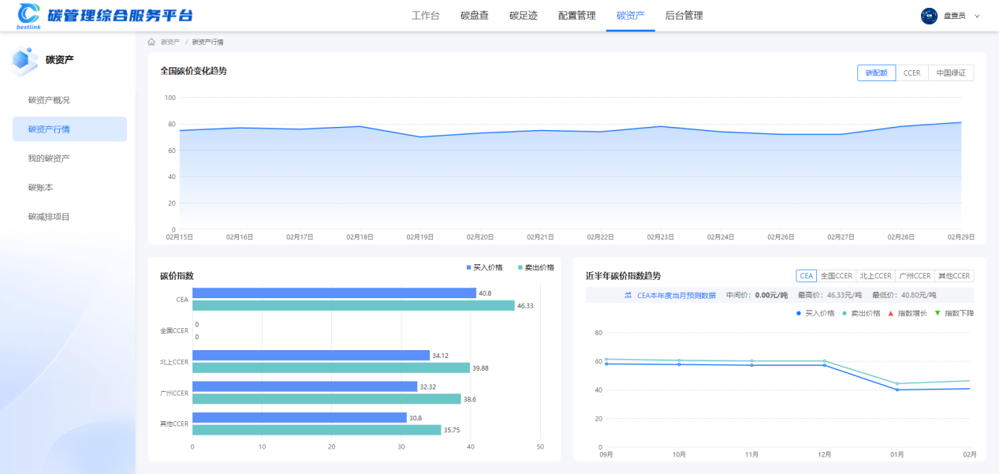 碳管理综合服务平台
bestlink
工作台 碳盘查 碳足迹 配置管理 碳资产 后台管理
盘查员
碳资产
碳资产概况
碳资产行情
我的碳资产
碳账本
碳减排项目
碳资产 / 碳资产行情
全国碳价变化趋势
碳配额 CCER 中国绿证
100
80
60
40
20
0
02月15日 02月16日 02月17日 02月18日 02月19日 02月20日 02月21日 02月22日 02月23日 02月24日 02月26日 02月27日 02月28日 02月29日
碳价指数
买入价格 卖出价格
CEA 40.8
46.33
全国CCER 0
0
北上CCER 34.12
39.88
广州CCER 32.32
38.6
其他CCER 30.8
35.75
0 10 20 30 40 50
近半年碳价指数趋势
CEA 全国CCER 北上CCER 广州CCER 其他CCER
CEA本年度当月预测数据 中间价: 0.00元/吨 最高价: 46.33元/吨 最低价: 40.80元/吨
买入价格 卖出价格 指数增长 指数下降
80
60
40
20
0
09月 10月 11月 12月 01月 02月